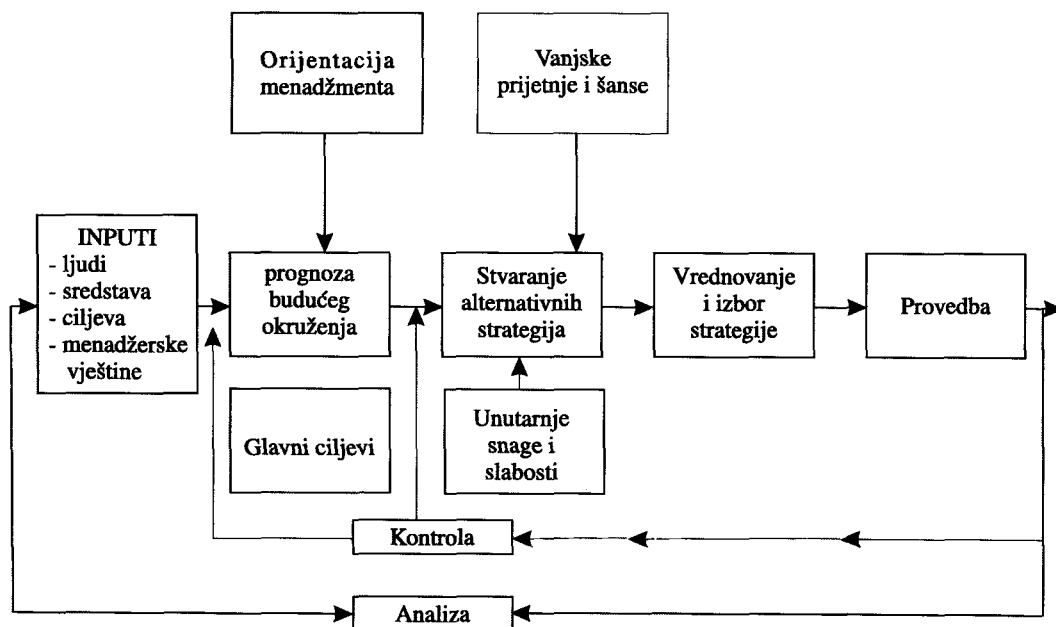 Orijentacija
menadžmenta
Vanjske
prijetnje i šanse
INPUTI
- ljudi
- sredstava
- ciljeva
- menadžerske
vještine
prognoza
budućeg
okruženja
Stvaranje
alternativnih
strategija
Vrednovanje
i izbor
strategije
Provedba
Glavni ciljevi
Unutarnje
snage i
slabosti
Kontrola
Analiza